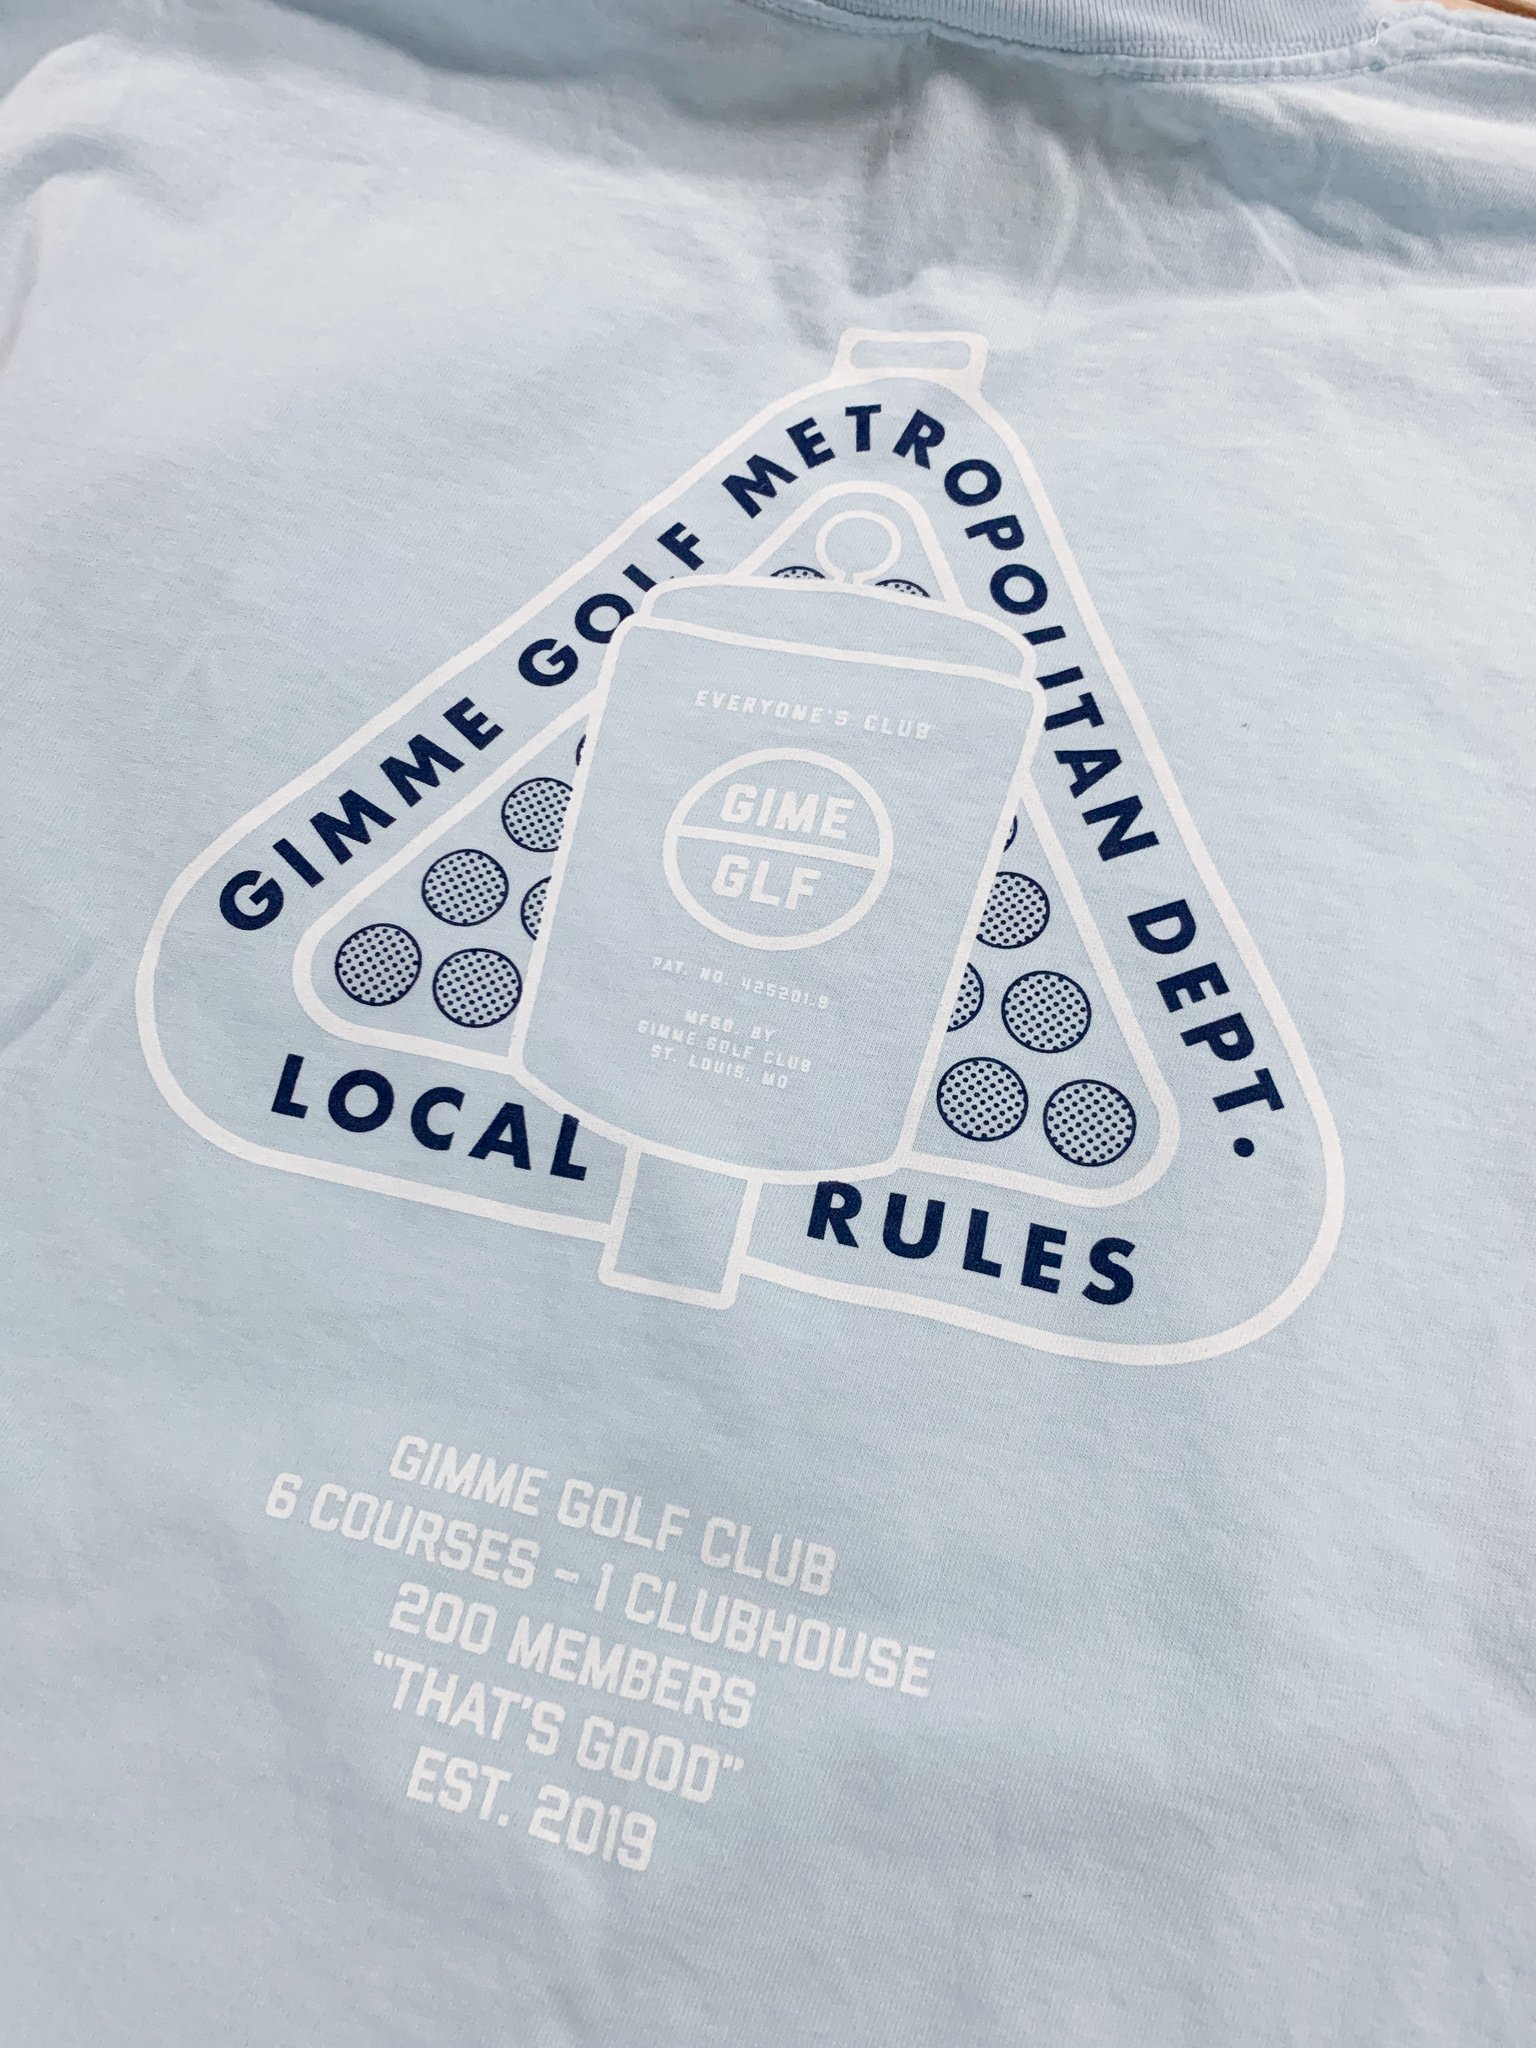 GIMME GOLF METROPOLITAN DEPT.
EVERYONE'S CLUB
GIME
GLF
PAT. NO. 425201.9
MFGD. BY
GIMME GOLF CLUB
ST. LOUIS, MO
LOCAL RULES
GIMME GOLF CLUB
6 COURSES - 1 CLUBHOUSE
200 MEMBERS
"THAT'S GOOD"
EST. 2019